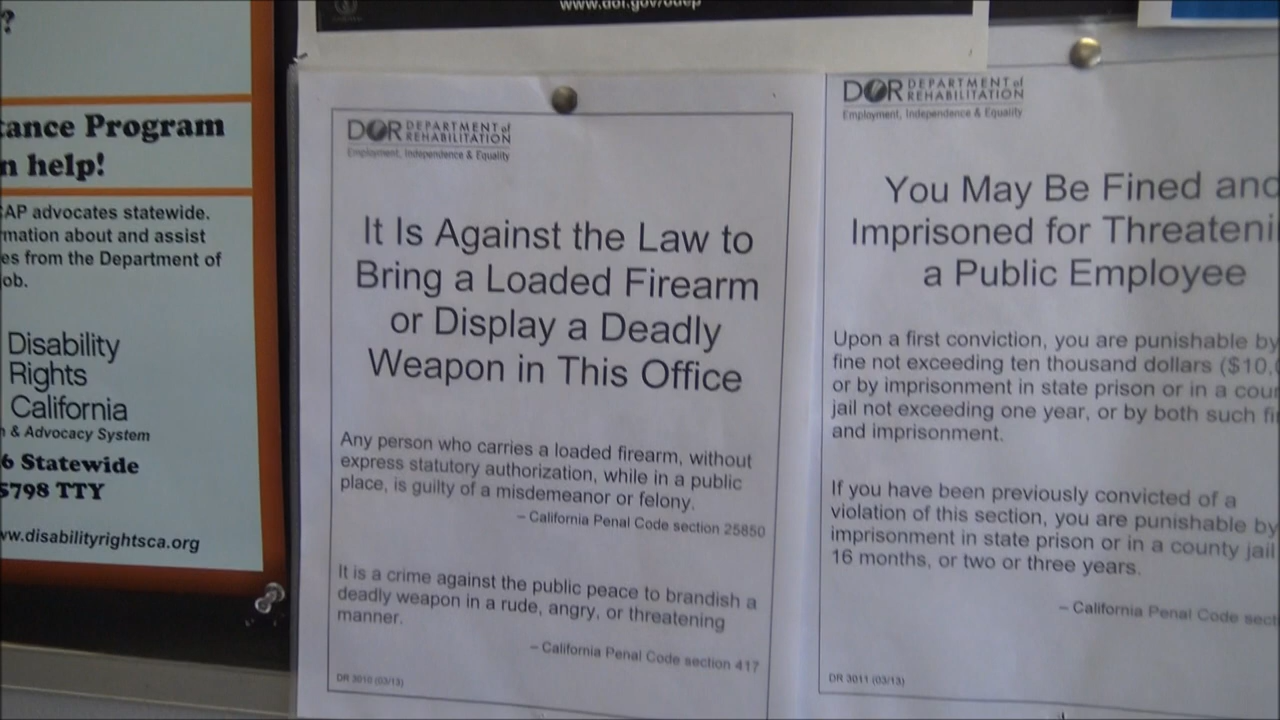 www.dol.gov/odep
?
tance Program
n help!
CAP advocates statewide.
mation about and assist
es from the Department of
ob.
Disability
Rights
California
n & Advocacy System
6 Statewide
5798 TTY
ww.disabilityrightsca.org
DOR DEPARTMENT of
REHABILITATION
Employment, Independence & Equality
It Is Against the Law to
Bring a Loaded Firearm
or Display a Deadly
Weapon in This Office
Any person who carries a loaded firearm, without
express statutory authorization, while in a public
place, is guilty of a misdemeanor or felony.
– California Penal Code section 25850
It is a crime against the public peace to brandish a
deadly weapon in a rude, angry, or threatening
manner.
– California Penal Code section 417
DR 3010 (03/13)
DOR DEPARTMENT of
REHABILITATION
Employment, Independence & Equality
You May Be Fined and
Imprisoned for Threateni
a Public Employee
Upon a first conviction, you are punishable by
fine not exceeding ten thousand dollars ($10,
or by imprisonment in state prison or in a cou
jail not exceeding one year, or by both such fi
and imprisonment.
If you have been previously convicted of a
violation of this section, you are punishable by
imprisonment in state prison or in a county jail
16 months, or two or three years.
– California Penal Code sect
DR 3011 (03/13)